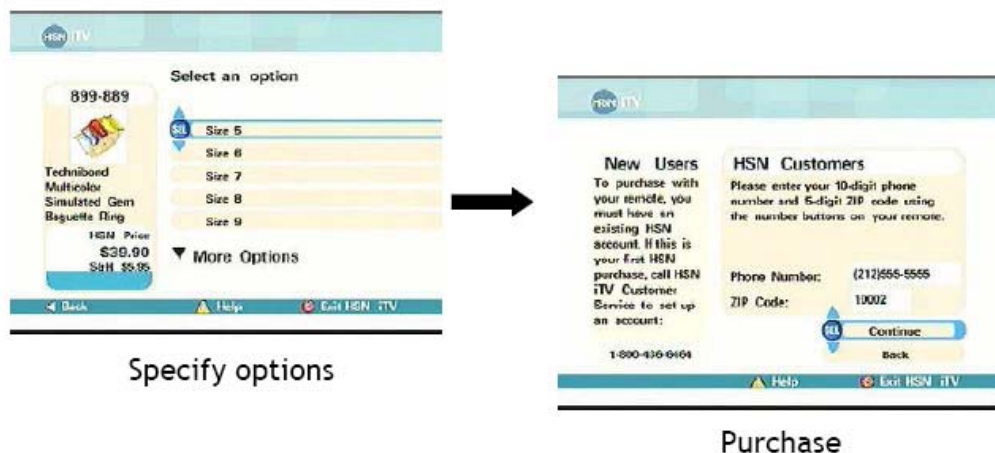 HSN iTV
899-889
Technibond
Multicolor
Simulated Gem
Baguette Ring
HSN Price
$39.90
S&H $5.95
Select an option
SEL Size 5
Size 6
Size 7
Size 8
Size 9
More Options
Back Help Exit HSN iTV
Specify options
HSN iTV
New Users
To purchase with
your remote, you
must have an
existing HSN
account. If this is
your first HSN
purchase, call HSN
iTV Customer
Service to set up
an account:
1-800-436-6464
HSN Customers
Please enter your 10-digit phone
number and 5-digit ZIP code using
the number buttons on your remote.
Phone Number: (212)555-5555
ZIP Code: 10002
SEL Continue
Back
Help Exit HSN iTV
Purchase